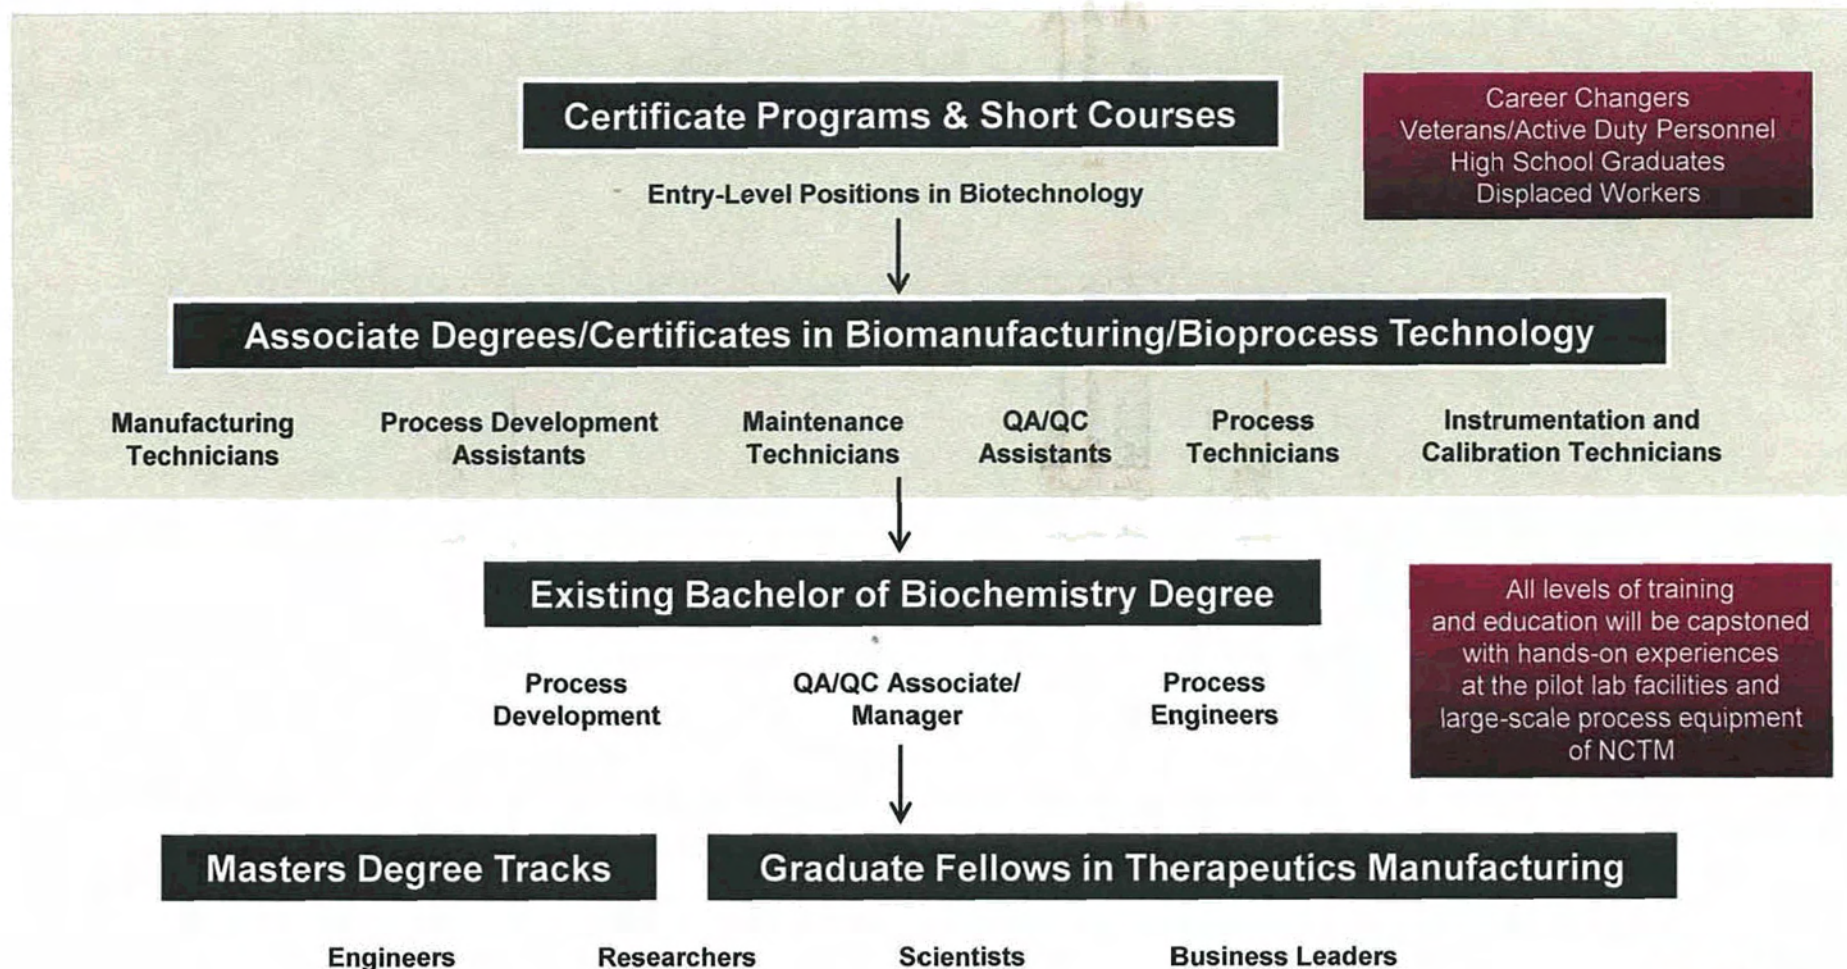 Certificate Programs & Short Courses
Career Changers
Veterans/Active Duty Personnel
High School Graduates
Displaced Workers
Entry-Level Positions in Biotechnology
Associate Degrees/Certificates in Biomanufacturing/Bioprocess Technology
Manufacturing
Technicians
Process Development
Assistants
Maintenance
Technicians
QA/QC
Assistants
Process
Technicians
Instrumentation and
Calibration Technicians
Existing Bachelor of Biochemistry Degree
All levels of training
and education will be capstoned
with hands-on experiences
at the pilot lab facilities and
large-scale process equipment
of NCTM
Process
Development
QA/QC Associate/
Manager
Process
Engineers
Masters Degree Tracks
Graduate Fellows in Therapeutics Manufacturing
Engineers
Researchers
Scientists
Business Leaders